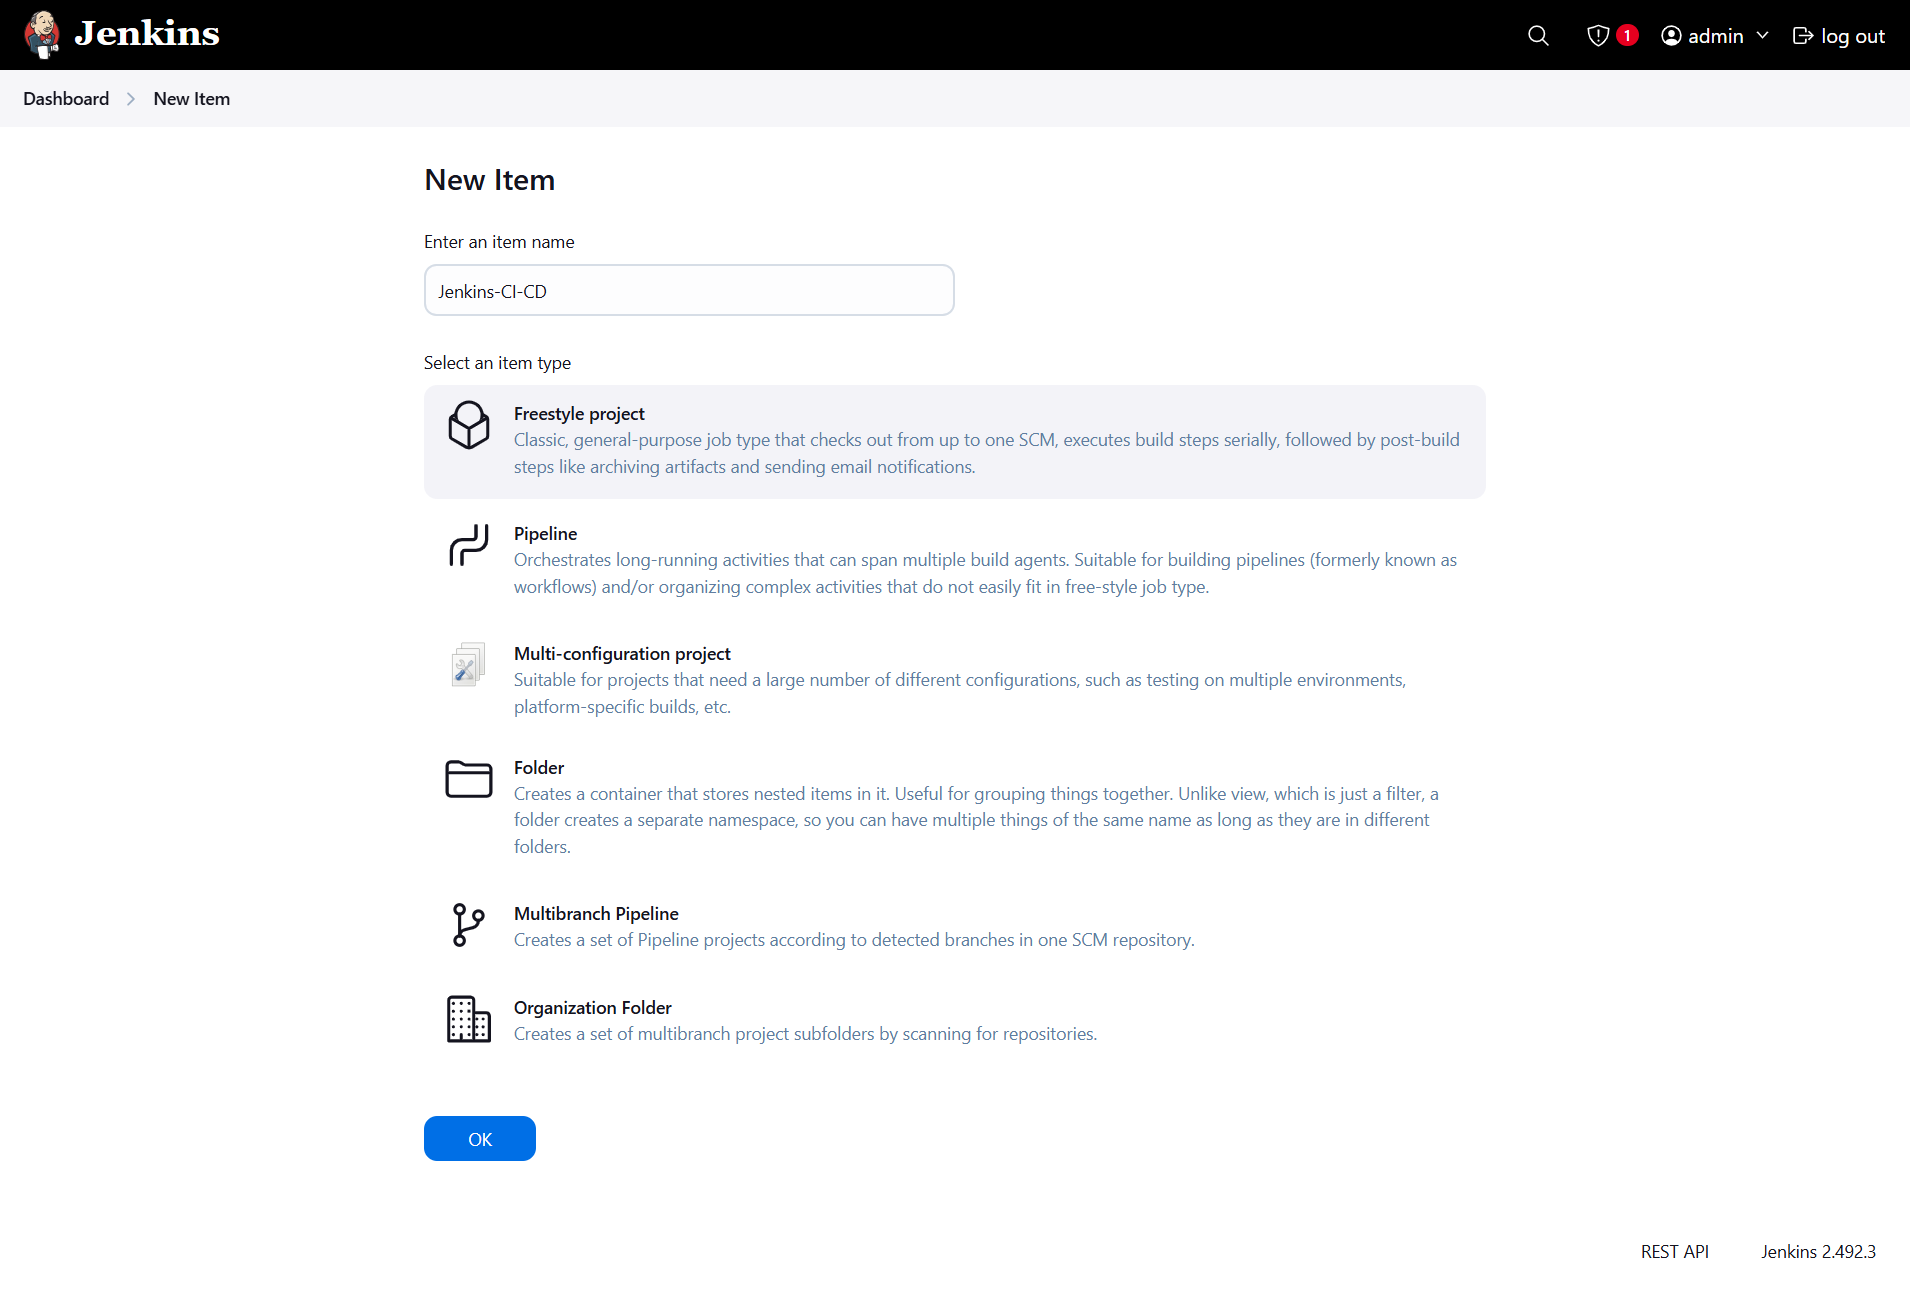 Jenkins
1
admin
log out
Dashboard
New Item
New Item
Enter an item name
Jenkins-CI-CD
Select an item type
Freestyle project
Classic, general-purpose job type that checks out from up to one SCM, executes build steps serially, followed by post-build
steps like archiving artifacts and sending email notifications.
Pipeline
Orchestrates long-running activities that can span multiple build agents. Suitable for building pipelines (formerly known as
workflows) and/or organizing complex activities that do not easily fit in free-style job type.
Multi-configuration project
Suitable for projects that need a large number of different configurations, such as testing on multiple environments,
platform-specific builds, etc.
Folder
Creates a container that stores nested items in it. Useful for grouping things together. Unlike view, which is just a filter, a
folder creates a separate namespace, so you can have multiple things of the same name as long as they are in different
folders.
Multibranch Pipeline
Creates a set of Pipeline projects according to detected branches in one SCM repository.
Organization Folder
Creates a set of multibranch project subfolders by scanning for repositories.
OK
REST API
Jenkins 2.492.3